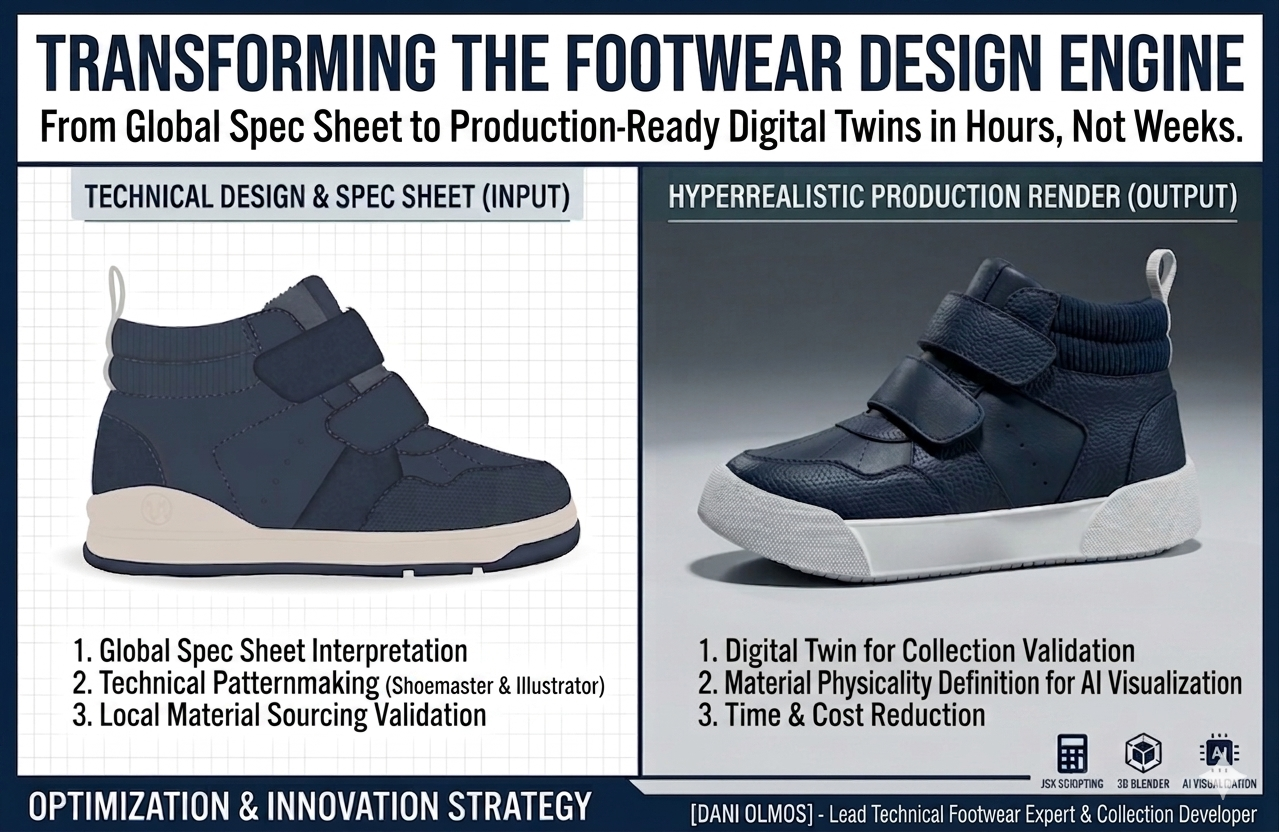 TRANSFORMING THE FOOTWEAR DESIGN ENGINE
From Global Spec Sheet to Production-Ready Digital Twins in Hours, Not Weeks.
TECHNICAL DESIGN & SPEC SHEET (INPUT)
1. Global Spec Sheet Interpretation
2. Technical Patternmaking (Shoemaster & Illustrator)
3. Local Material Sourcing Validation
HYPERREALISTIC PRODUCTION RENDER (OUTPUT)
1. Digital Twin for Collection Validation
2. Material Physicality Definition for AI Visualization
3. Time & Cost Reduction
AI
JSX
3D BLENDER
AI
OPTIMIZATION & INNOVATION STRATEGY
[DANI OLMOS] - Lead Technical Footwear Expert & Collection Developer